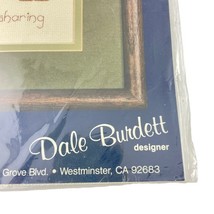 sharing
Dale Burdett
designer
Grove Blvd. • Westminster, CA 92683